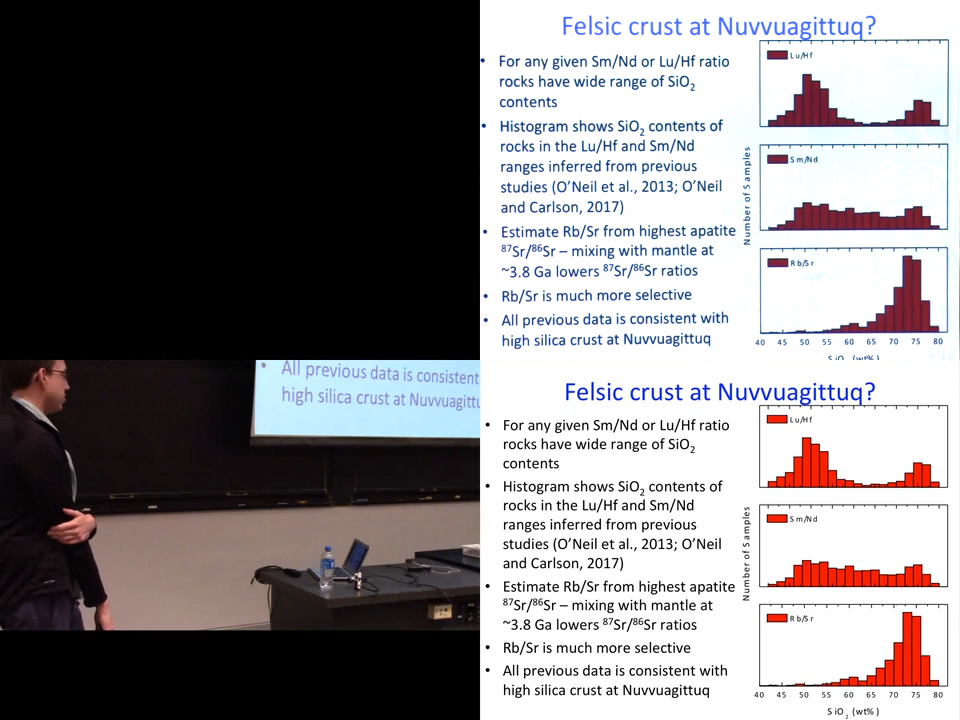 Felsic crust at Nuvvuagittuq?
• For any given Sm/Nd or Lu/Hf ratio
rocks have wide range of SiO₂
contents
• Histogram shows SiO₂ contents of
rocks in the Lu/Hf and Sm/Nd
ranges inferred from previous
studies (O'Neil et al., 2013; O'Neil
and Carlson, 2017)
• Estimate Rb/Sr from highest apatite
⁸⁷Sr/⁸⁶Sr – mixing with mantle at
~3.8 Ga lowers ⁸⁷Sr/⁸⁶Sr ratios
• Rb/Sr is much more selective
• All previous data is consistent with
high silica crust at Nuvvuagittuq
Lu/Hf
Sm/Nd
Rb/Sr
Number of Samples
40 45 50 55 60 65 70 75 80
SiO₂ (wt%)
• All previous data is consistent
high silica crust at Nuvvuagittu
Felsic crust at Nuvvuagittuq?
• For any given Sm/Nd or Lu/Hf ratio
rocks have wide range of SiO₂
contents
• Histogram shows SiO₂ contents of
rocks in the Lu/Hf and Sm/Nd
ranges inferred from previous
studies (O'Neil et al., 2013; O'Neil
and Carlson, 2017)
• Estimate Rb/Sr from highest apatite
⁸⁷Sr/⁸⁶Sr – mixing with mantle at
~3.8 Ga lowers ⁸⁷Sr/⁸⁶Sr ratios
• Rb/Sr is much more selective
• All previous data is consistent with
high silica crust at Nuvvuagittuq
Lu/Hf
Sm/Nd
Rb/Sr
Number of Samples
40 45 50 55 60 65 70 75 80
SiO₂ (wt%)